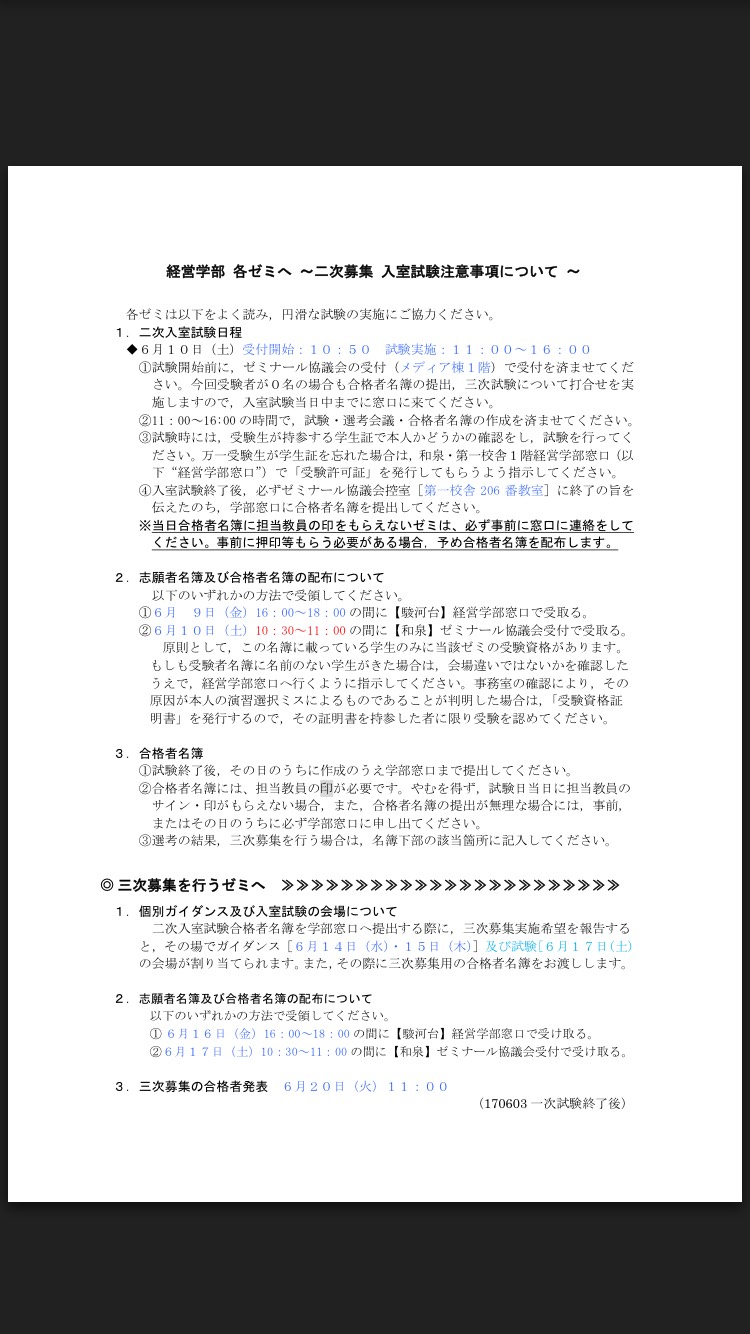 経営学部 各ゼミへ ～二次募集 入室試験注意事項について ～
各ゼミは以下をよく読み，円滑な試験の実施にご協力ください。
１．二次入室試験日程
◆６月１０日（土）受付開始：１０：５０　試験実施：１１：００～１６：００
①試験開始前に，ゼミナール協議会の受付（メディア棟１階）で受付を済ませてくだ
さい。今回受験者が０名の場合も合格者名簿の提出，三次試験について打合せを実
施しますので，入室試験当日中までに窓口に来てください。
②11：00～16:00 の時間で，試験・選考会議・合格者名簿の作成を済ませてください。
③試験時には，受験生が持参する学生証で本人かどうかの確認をし，試験を行ってく
ださい。万一受験生が学生証を忘れた場合は，和泉・第一校舎１階経営学部窓口（以
下 “経営学部窓口”）で「受験許可証」を発行してもらうよう指示してください。
④入室試験終了後，必ずゼミナール協議会控室［第一校舎 206 番教室］に終了の旨を
伝えたのち，学部窓口に合格者名簿を提出してください。
※当日合格者名簿に担当教員の印をもらえないゼミは、必ず事前に窓口に連絡をして
ください。事前に押印等もらう必要がある場合，予め合格者名簿を配布します。
２．志願者名簿及び合格者名簿の配布について
以下のいずれかの方法で受領してください。
①６月　９日（金）16：00～18：00 の間に【駿河台】経営学部窓口で受取る。
②６月１０日（土）10：30～11：00 の間に【和泉】ゼミナール協議会受付で受取る。
原則として，この名簿に載っている学生のみに当該ゼミの受験資格があります。
もしも受験者名簿に名前のない学生がきた場合は，会場違いではないかを確認した
うえで，経営学部窓口へ行くように指示してください。事務室の確認により，その
原因が本人の演習選択ミスによるものであることが判明した場合は，「受験資格証
明書」を発行するので，その証明書を持参した者に限り受験を認めてください。
３．合格者名簿
①試験終了後，その日のうちに作成のうえ学部窓口まで提出してください。
②合格者名簿には、担当教員の印が必要です。やむを得ず，試験日当日に担当教員の
サイン・印がもらえない場合，また，合格者名簿の提出が無理な場合には，事前，
またはその日のうちに必ず学部窓口に申し出てください。
③選考の結果，三次募集を行う場合は，名簿下部の該当箇所に記入してください。
◎ 三次募集を行うゼミへ　≫≫≫≫≫≫≫≫≫≫≫≫≫≫≫≫≫≫≫≫≫≫≫
１．個別ガイダンス及び入室試験の会場について
二次入室試験合格者名簿を学部窓口へ提出する際に，三次募集実施希望を報告する
と，その場でガイダンス［６月１４日（水）・１５日（木）］及び試験［６月１７日（土）
の会場が割り当てられます。また，その際に三次募集用の合格者名簿をお渡しします。
２．志願者名簿及び合格者名簿の配布について
以下のいずれかの方法で受領してください。
① ６月１６日（金）16：00～18：00 の間に【駿河台】経営学部窓口で受け取る。
②６月１７日（土）10：30～11：00 の間に【和泉】ゼミナール協議会受付で受け取る。
３．三次募集の合格者発表　６月２０日（火）１１：００
（170603 一次試験終了後）